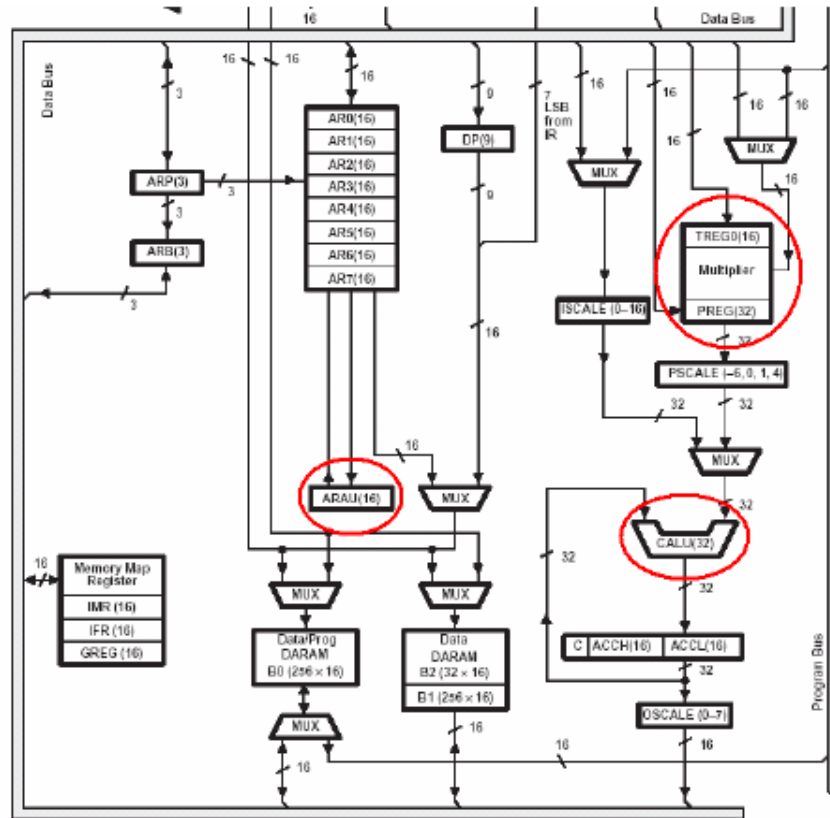 16
Data Bus
Data Bus
16
16
16
9
7
LSB
from
IR
16
16
16
16
16
3
AR0(16)
AR1(16)
AR2(16)
AR3(16)
AR4(16)
AR5(16)
AR6(16)
AR7(16)
DP(9)
MUX
MUX
16
ARP(3)
3
9
3
ARB(3)
3
TREG0(16)
Multiplier
PREG(32)
ISCALE (0–16)
16
32
PSCALE (–6, 0, 1, 4)
32
32
16
MUX
ARAU(16)
MUX
32
CALU(32)
32
32
16
Memory Map
Register
IMR (16)
IFR (16)
GREG (16)
MUX
MUX
Data/Prog
DARAM
B0 (256 × 16)
Data
DARAM
B2 (32 × 16)
B1 (256 × 16)
C
ACCH(16)
ACCL(16)
32
Program Bus
MUX
16
OSCALE (0–7)
16
16
16